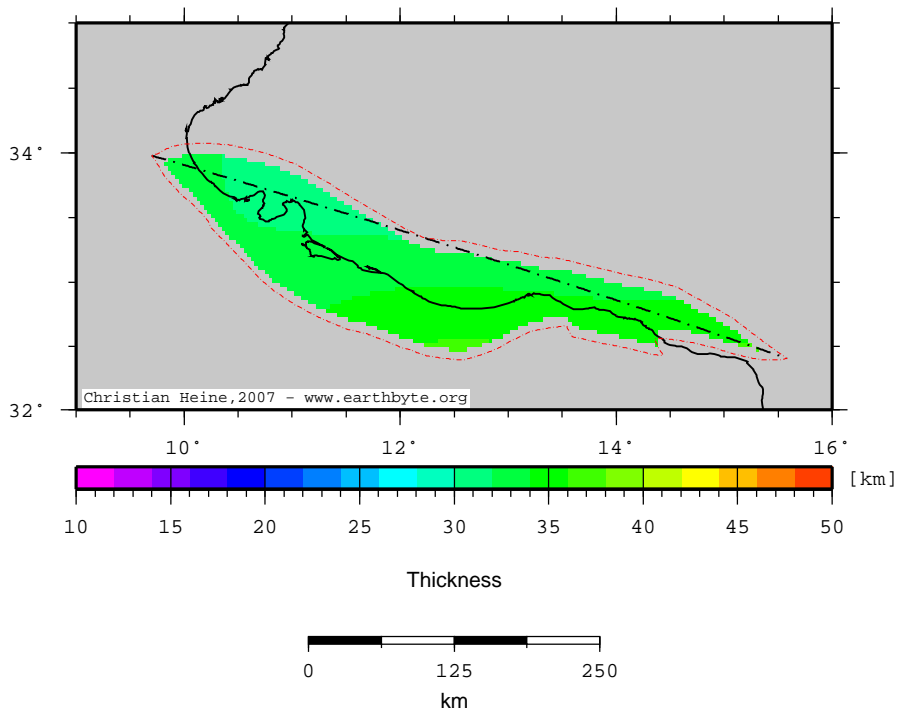 34°
32°
Christian Heine,2007 - www.earthbyte.org
10° 12° 14° 16°
[km]
10 15 20 25 30 35 40 45 50
Thickness
0 125 250
km